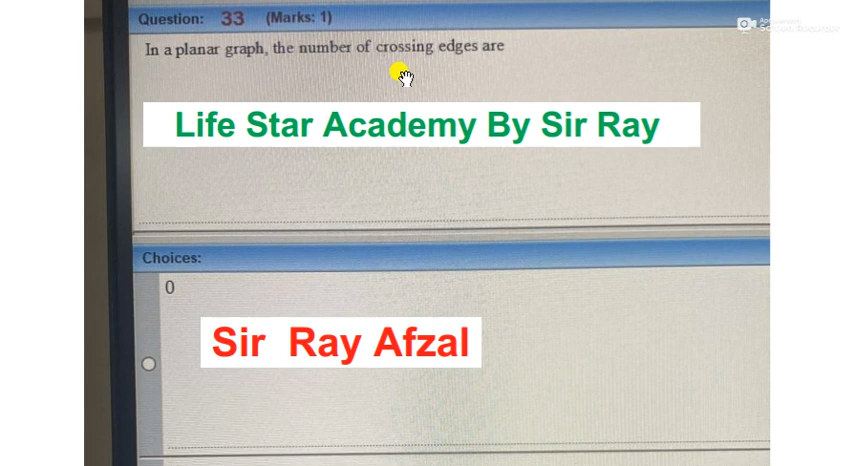 Question: 33 (Marks: 1)
In a planar graph, the number of crossing edges are
Life Star Academy By Sir Ray
Choices:
0
Sir Ray Afzal